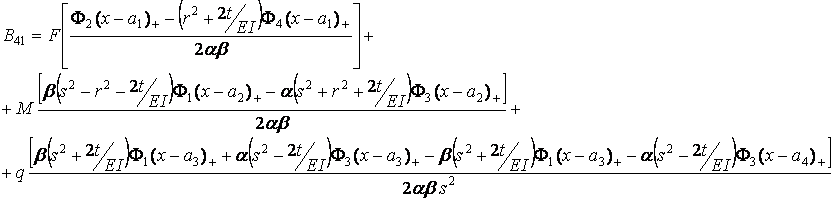 B₄₁ = F[ (Φ₂(x−a₁)₊ − (r² + 2t/EI)Φ₄(x−a₁)₊) / 2αβ ] +
+ M [β(s² − r² − 2t/EI)Φ₁(x−a₂)₊ − α(s² + r² + 2t/EI)Φ₃(x−a₂)₊] / 2αβ +
+ q [β(s² + 2t/EI)Φ₁(x−a₃)₊ + α(s² − 2t/EI)Φ₃(x−a₃)₊ − β(s² + 2t/EI)Φ₁(x−a₃)₊ − α(s² − 2t/EI)Φ₃(x−a₄)₊] / 2αβs²